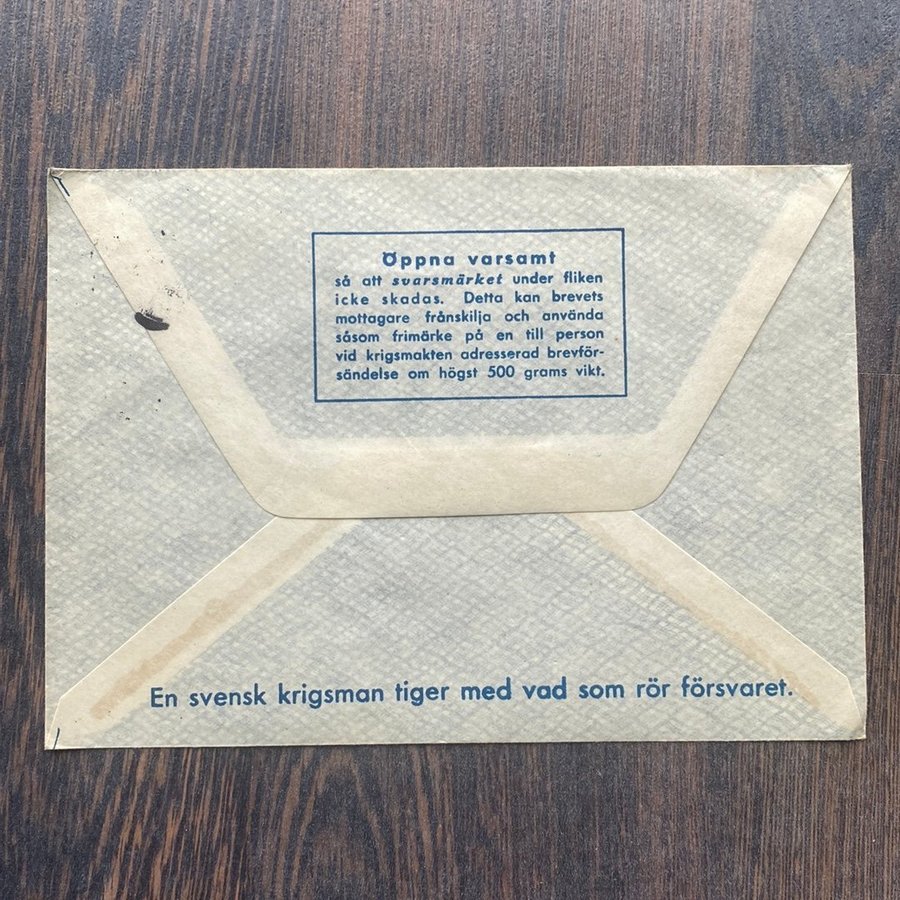 Öppna varsamt
så att svarsmärket under fliken
icke skadas. Detta kan brevets
mottagare frånskilja och använda
såsom frimärke på en till person
vid krigsmakten adresserad brevför-
sändelse om högst 500 grams vikt.
En svensk krigsman tiger med vad som rör försvaret.